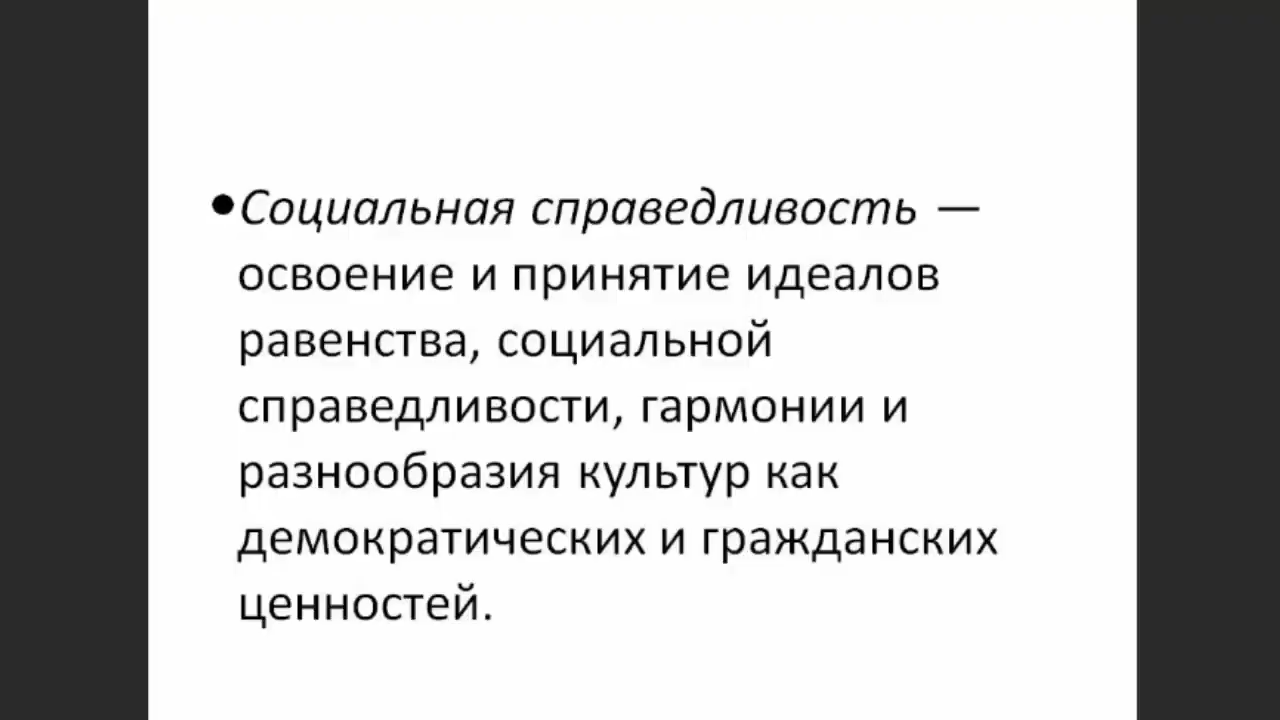 •Социальная справедливость —
освоение и принятие идеалов
равенства, социальной
справедливости, гармонии и
разнообразия культур как
демократических и гражданских
ценностей.